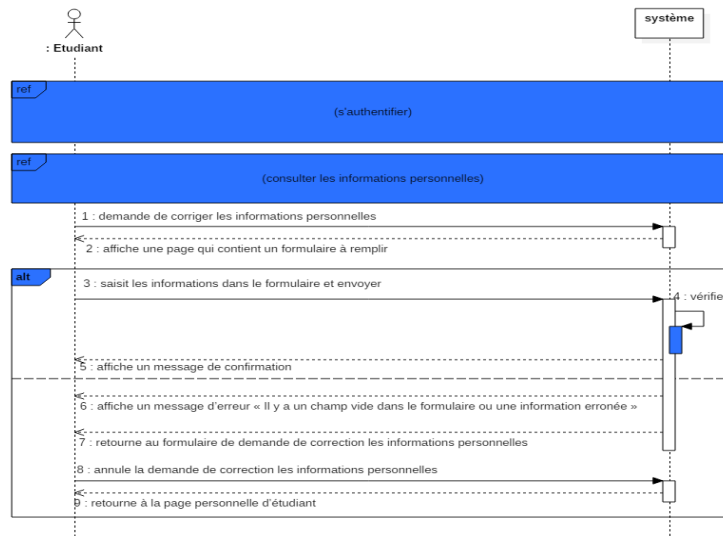 : Etudiant
système
ref
(s'authentifier)
ref
(consulter les informations personnelles)
1 : demande de corriger les informations personnelles
2 : affiche une page qui contient un formulaire à remplir
alt
3 : saisit les informations dans le formulaire et envoyer
4 : vérifie
5 : affiche un message de confirmation
6 : affiche un message d'erreur « Il y a un champ vide dans le formulaire ou une information erronée »
7 : retourne au formulaire de demande de correction les informations personnelles
8 : annule la demande de correction les informations personnelles
9 : retourne à la page personnelle d'étudiant